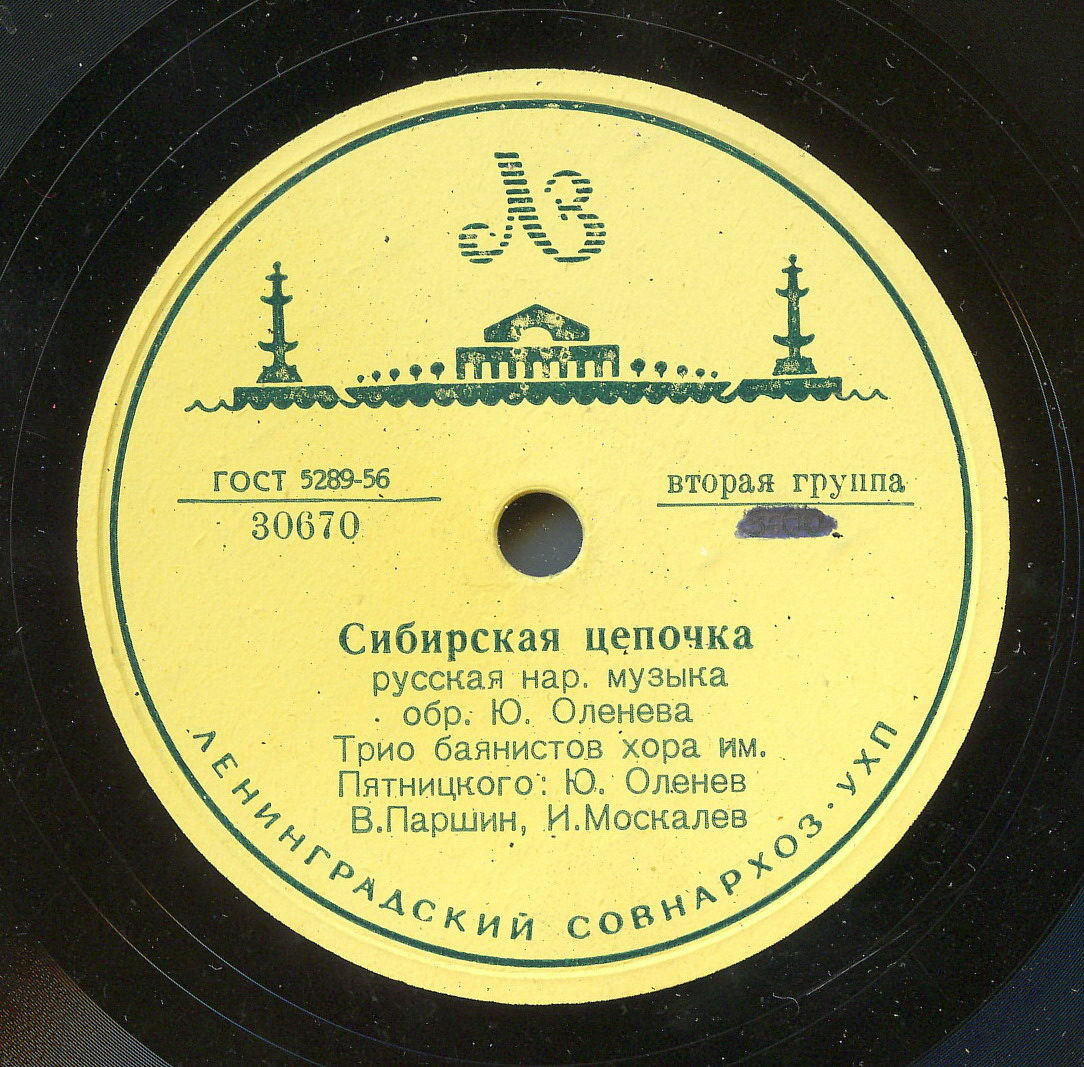 ЛЗ
ГОСТ 5289-56
30670
вторая группа
Сибирская цепочка
русская нар. музыка
обр. Ю. Оленева
Трио баянистов хора им.
Пятницкого: Ю. Оленев
В.Паршин, И.Москалев
ЛЕНИНГРАДСКИЙ СОВНАРХОЗ · УХП